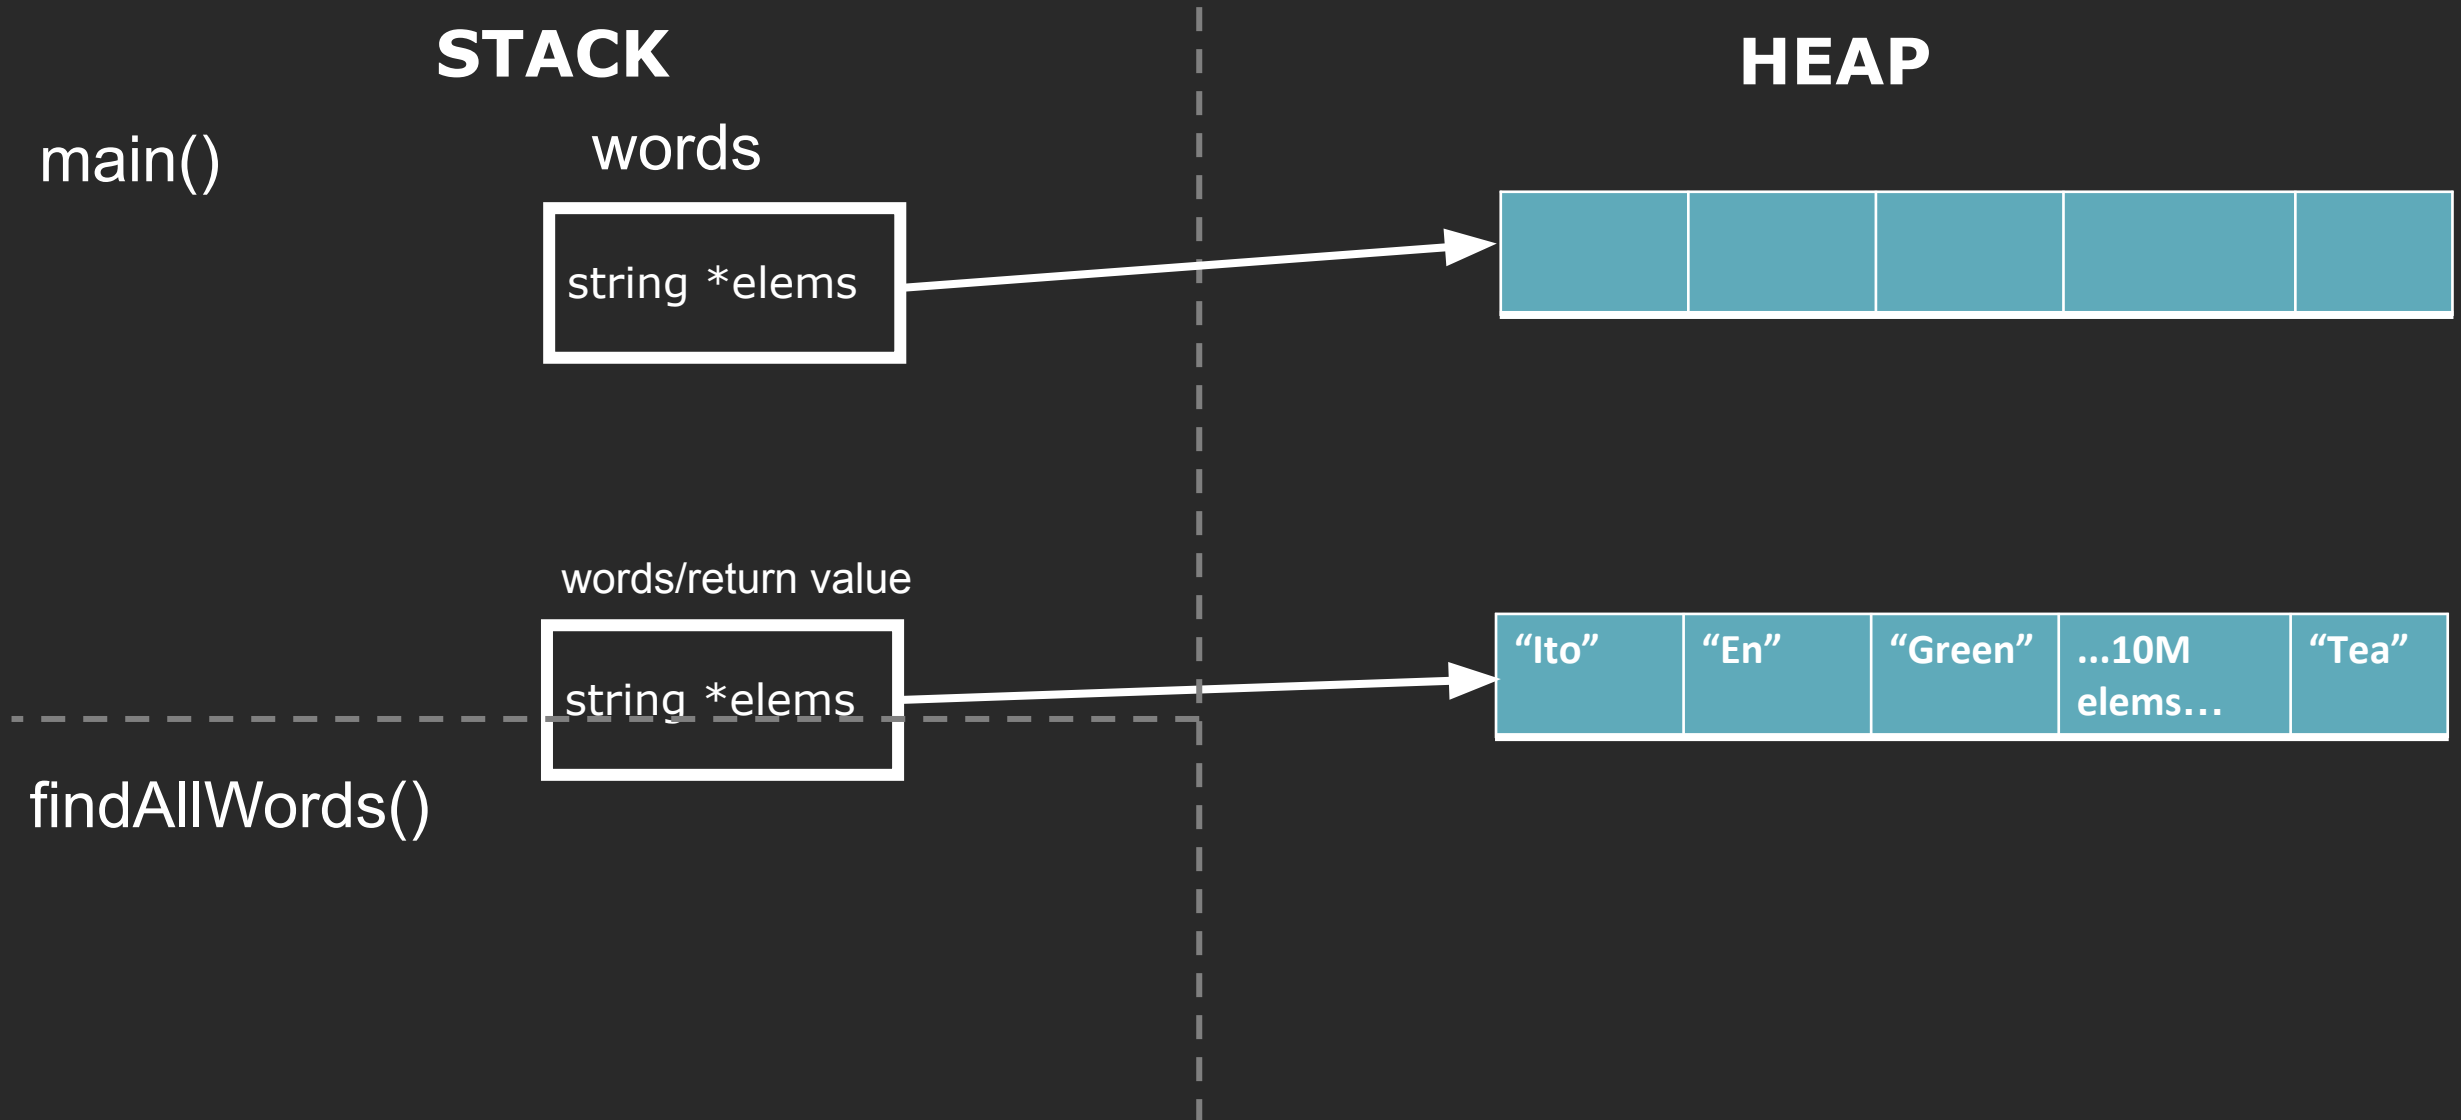 STACK
HEAP
main()
words
string *elems
words/return value
string *elems
“Ito”
“En”
“Green”
...10M
elems…
“Tea”
findAllWords()